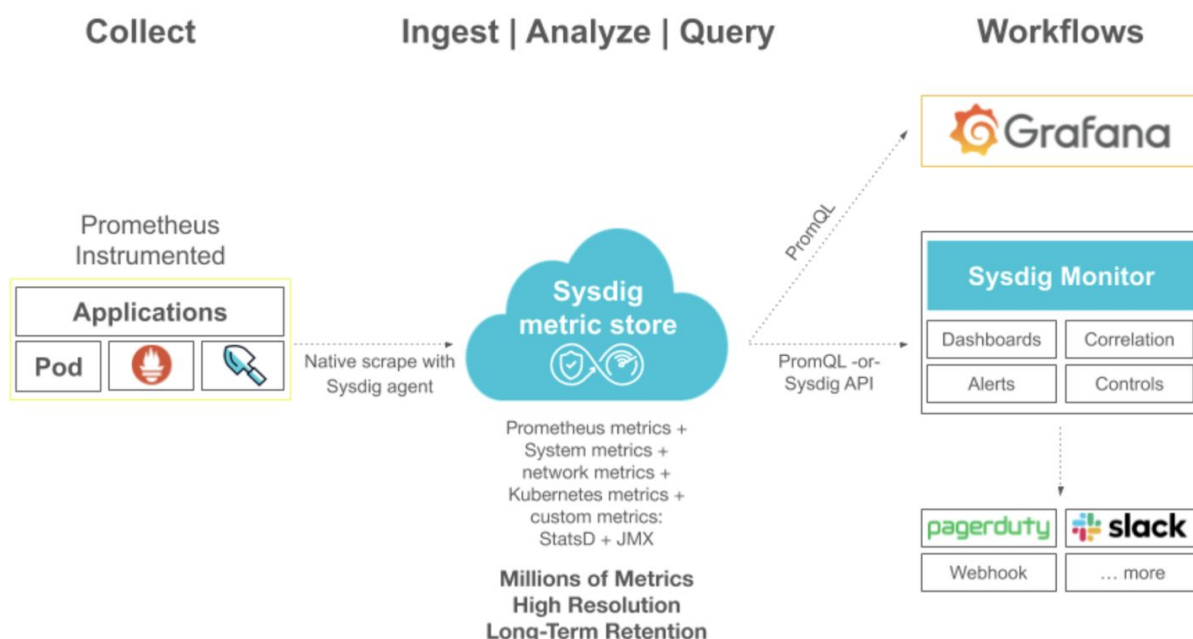 Collect
Ingest | Analyze | Query
Workflows
Prometheus
Instrumented
Applications
Pod
Native scrape with
Sysdig agent
Sysdig
metric store
Prometheus metrics +
System metrics +
network metrics +
Kubernetes metrics +
custom metrics:
StatsD + JMX
Millions of Metrics
High Resolution
Long-Term Retention
PromQL
PromQL -or-
Sysdig API
Grafana
Sysdig Monitor
Dashboards
Correlation
Alerts
Controls
pagerduty
slack
Webhook
... more